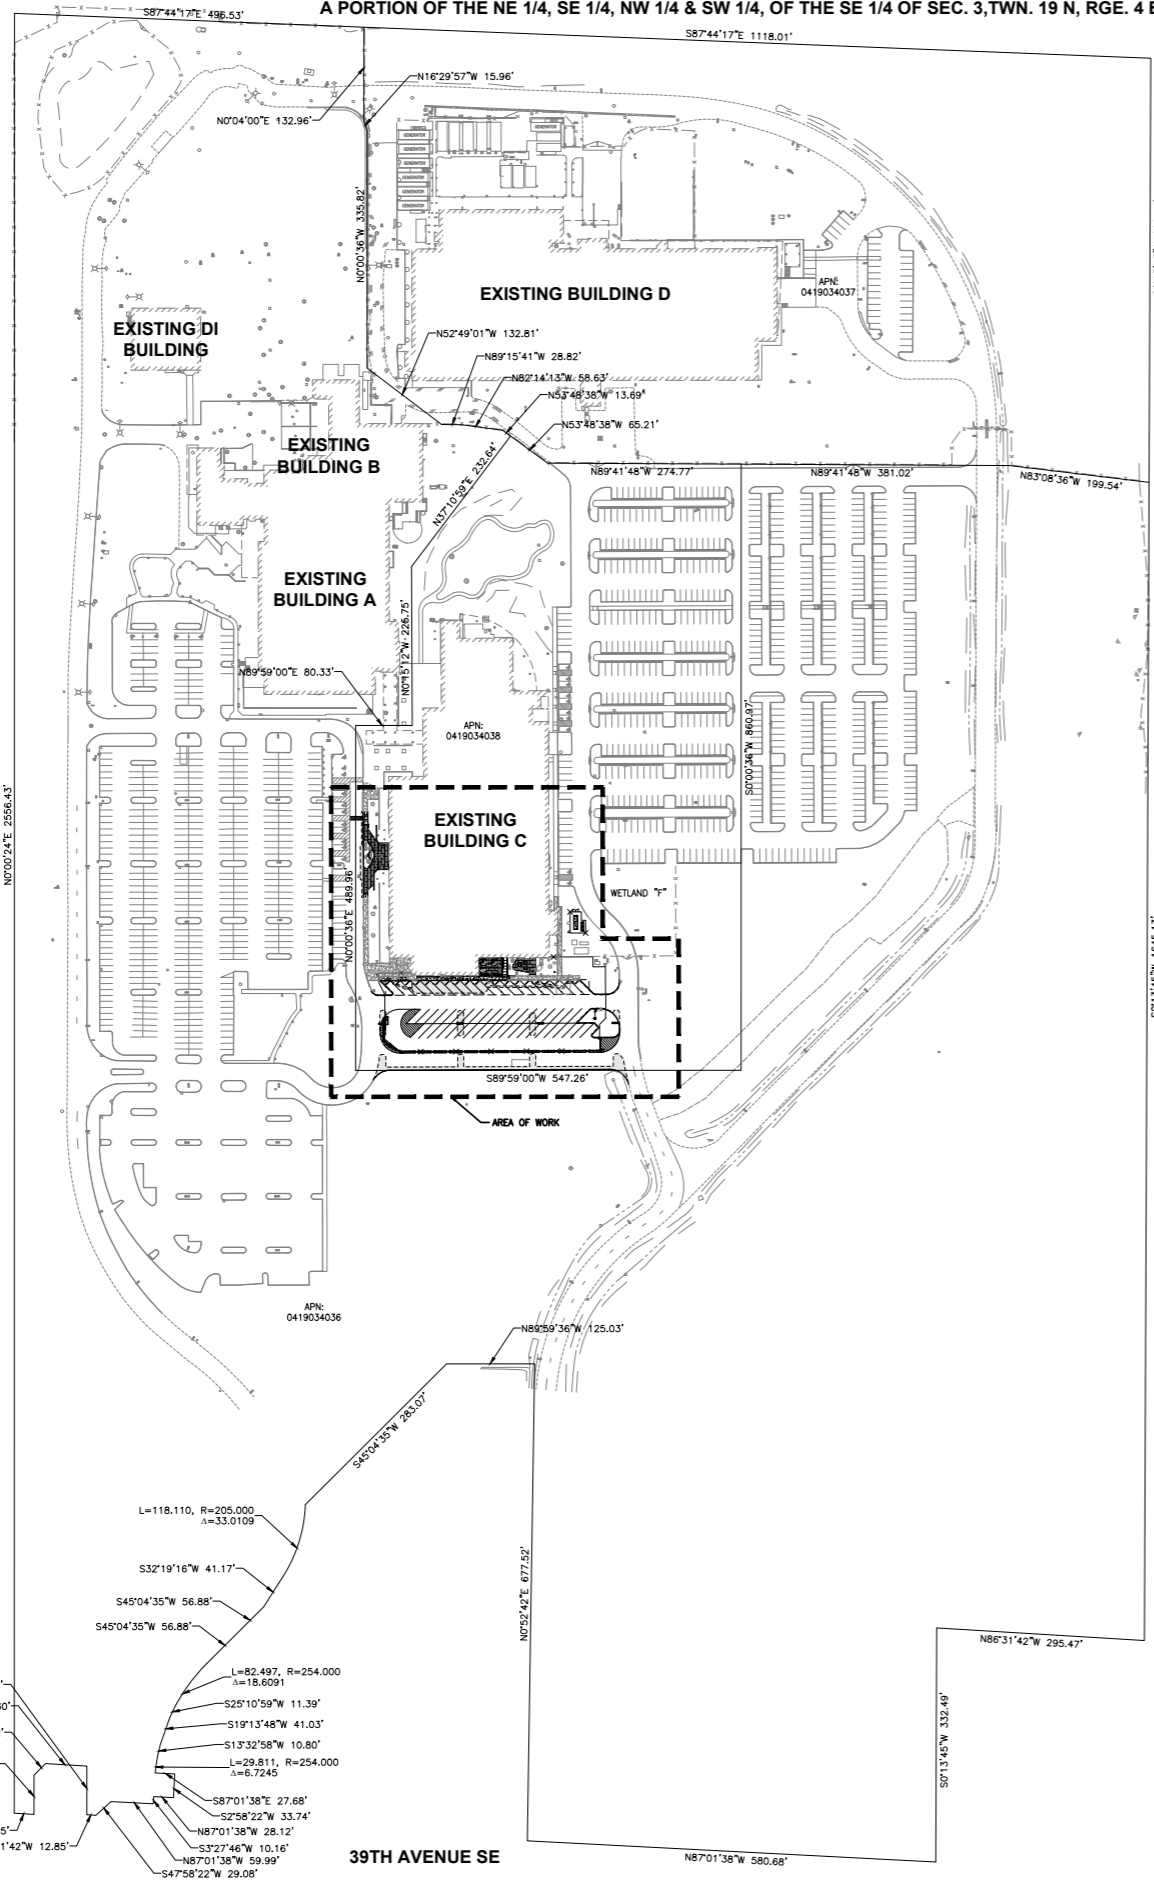 A PORTION OF THE NE 1/4, SE 1/4, NW 1/4 & SW 1/4, OF THE SE 1/4 OF SEC. 3,TWN. 19 N, RGE. 4 E
S87°44'17"E 496.53'
S87°44'17"E 1118.01'
N16°29'57"W 15.96'
N0°04'00"E 132.96'
GENERATOR
GENERATOR
GENERATOR
GENERATOR
GENERATOR
GENERATOR
GENERATOR
GENERATOR
N0°00'36"W 335.82'
EXISTING BUILDING D
APN:
0419034037
EXISTING DI
BUILDING
N52°49'01"W 132.81'
N89°15'41"W 28.82'
N82°14'13"W 58.63'
N53°48'38"W 13.69'
N53°48'38"W 65.21'
EXISTING
BUILDING B
N37°10'59"E 232.64'
N89°41'48"W 274.77'
N89°41'48"W 381.02'
N83°08'36"W 199.54'
EXISTING
BUILDING A
N0°15'12"W 226.75'
N89°59'00"E 80.33'
APN:
0419034038
S0°00'36"W 860.97'
N0°00'24"E 2556.43'
EXISTING
BUILDING C
WETLAND "F"
N0°00'36"E 489.96'
S89°59'00"W 547.26'
AREA OF WORK
APN:
0419034036
N89°59'36"W 125.03'
S45°04'35"W 283.07'
L=118.110, R=205.000
Δ=33.0109
S32°19'16"W 41.17'
S45°04'35"W 56.88'
S45°04'35"W 56.88'
N0°52'42"E 677.52'
N86°31'42"W 295.47'
L=82.497, R=254.000
Δ=18.6091
S25°10'59"W 11.39'
S19°13'48"W 41.03'
S13°32'58"W 10.80'
L=29.811, R=254.000
Δ=6.7245
S0°13'45"W 332.49'
S87°01'38"E 27.68'
S2°58'22"W 33.74'
N87°01'38"W 28.12'
S3°27'46"W 10.16'
N87°01'38"W 59.99'
S47°58'22"W 29.08'
1'42"W 12.85'
39TH AVENUE SE
N87°01'38"W 580.68'